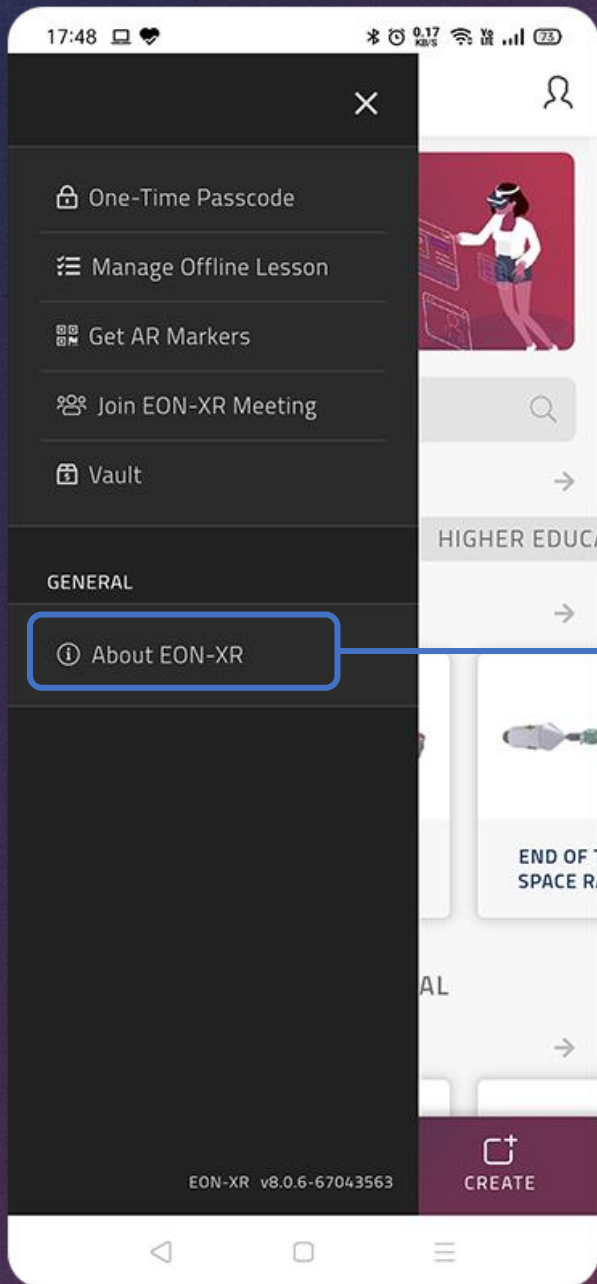 17:48
0.17
KB/S
Vo
LTE
73
One-Time Passcode
Manage Offline Lesson
Get AR Markers
Join EON-XR Meeting
Vault
HIGHER EDUCA
GENERAL
About EON-XR
END OF T
SPACE RA
AL
EON-XR v8.0.6-67043563
CREATE